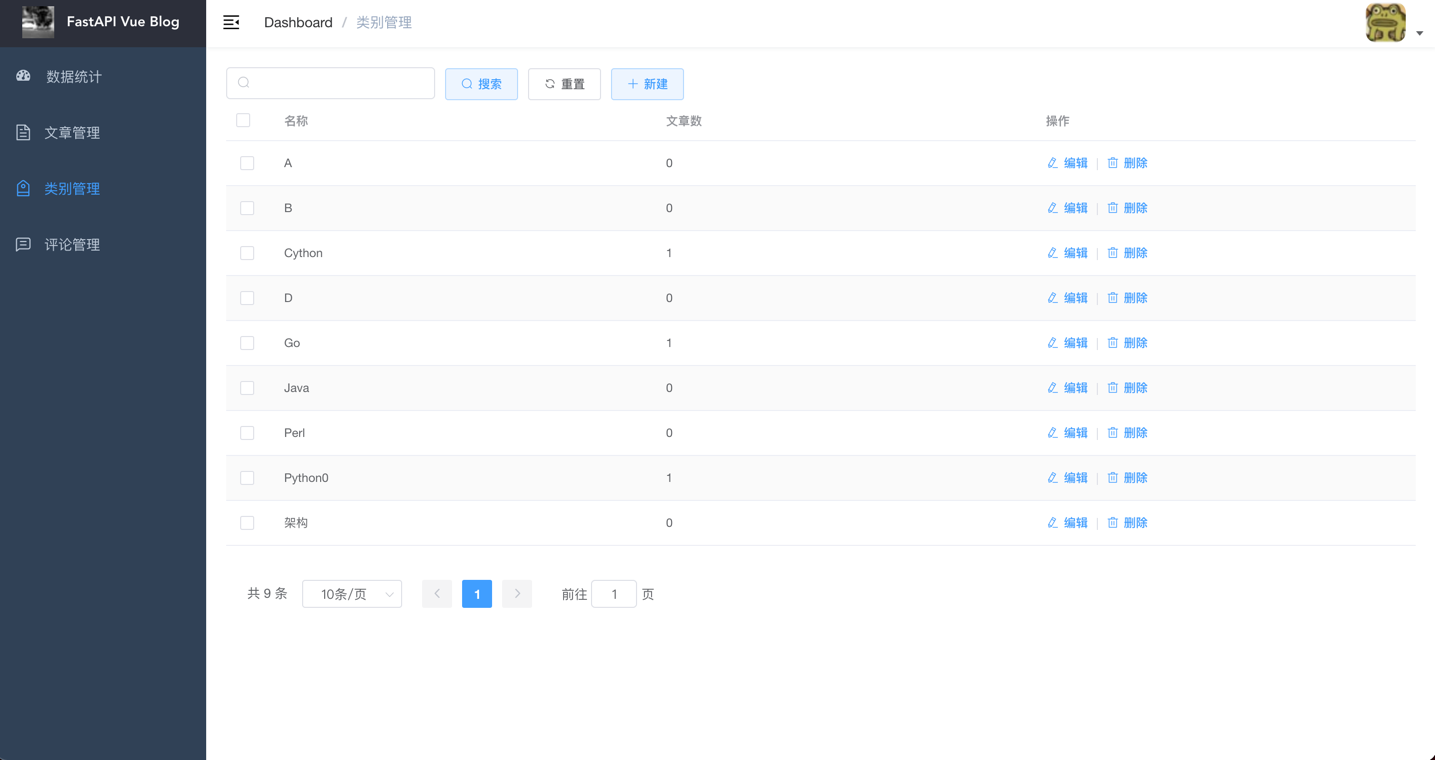 FastAPI Vue Blog
Dashboard / 类别管理
数据统计
文章管理
类别管理
评论管理
搜索 重置 新建
名称 文章数 操作
A 0 编辑 | 删除
B 0 编辑 | 删除
Cython 1 编辑 | 删除
D 0 编辑 | 删除
Go 1 编辑 | 删除
Java 0 编辑 | 删除
Perl 0 编辑 | 删除
Python0 1 编辑 | 删除
架构 0 编辑 | 删除
共 9 条 10条/页 1 前往 1 页